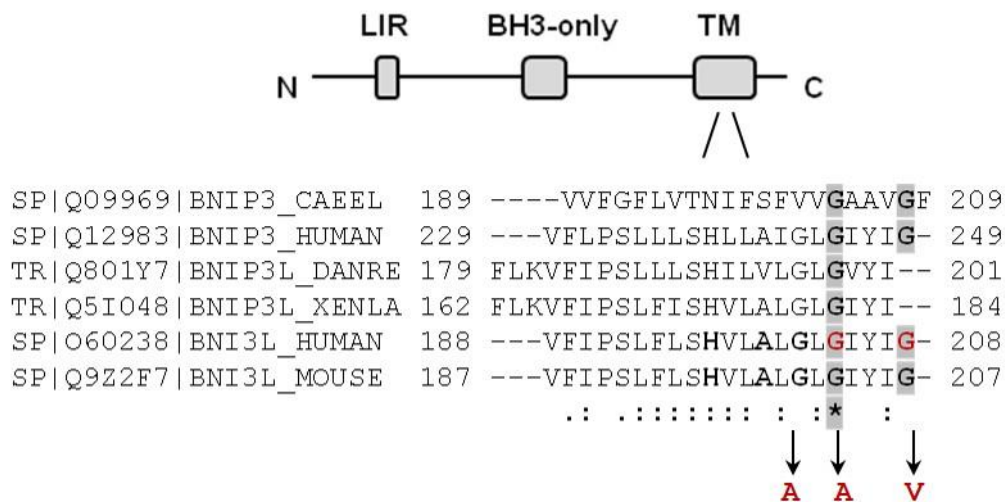 LIR BH3-only TM
N C
SP|Q09969|BNIP3_CAEEL 189 ----VVFGFLVTNIFSFVVGAAVGF 209
SP|Q12983|BNIP3_HUMAN 229 ---VFLPSLLLSHLLAIGLGIYIG- 249
TR|Q801Y7|BNIP3L_DANRE 179 FLKVFIPSLLLSHILVLGLGVYI-- 201
TR|Q5I048|BNIP3L_XENLA 162 FLKVFIPSLFISHVLALGLGIYI-- 184
SP|O60238|BNI3L_HUMAN 188 ---VFIPSLFLSHVLALGLGIYIG- 208
SP|Q9Z2F7|BNI3L_MOUSE 187 ---VFIPSLFLSHVLALGLGIYIG- 207
.: .::::::: : :* :
A A V